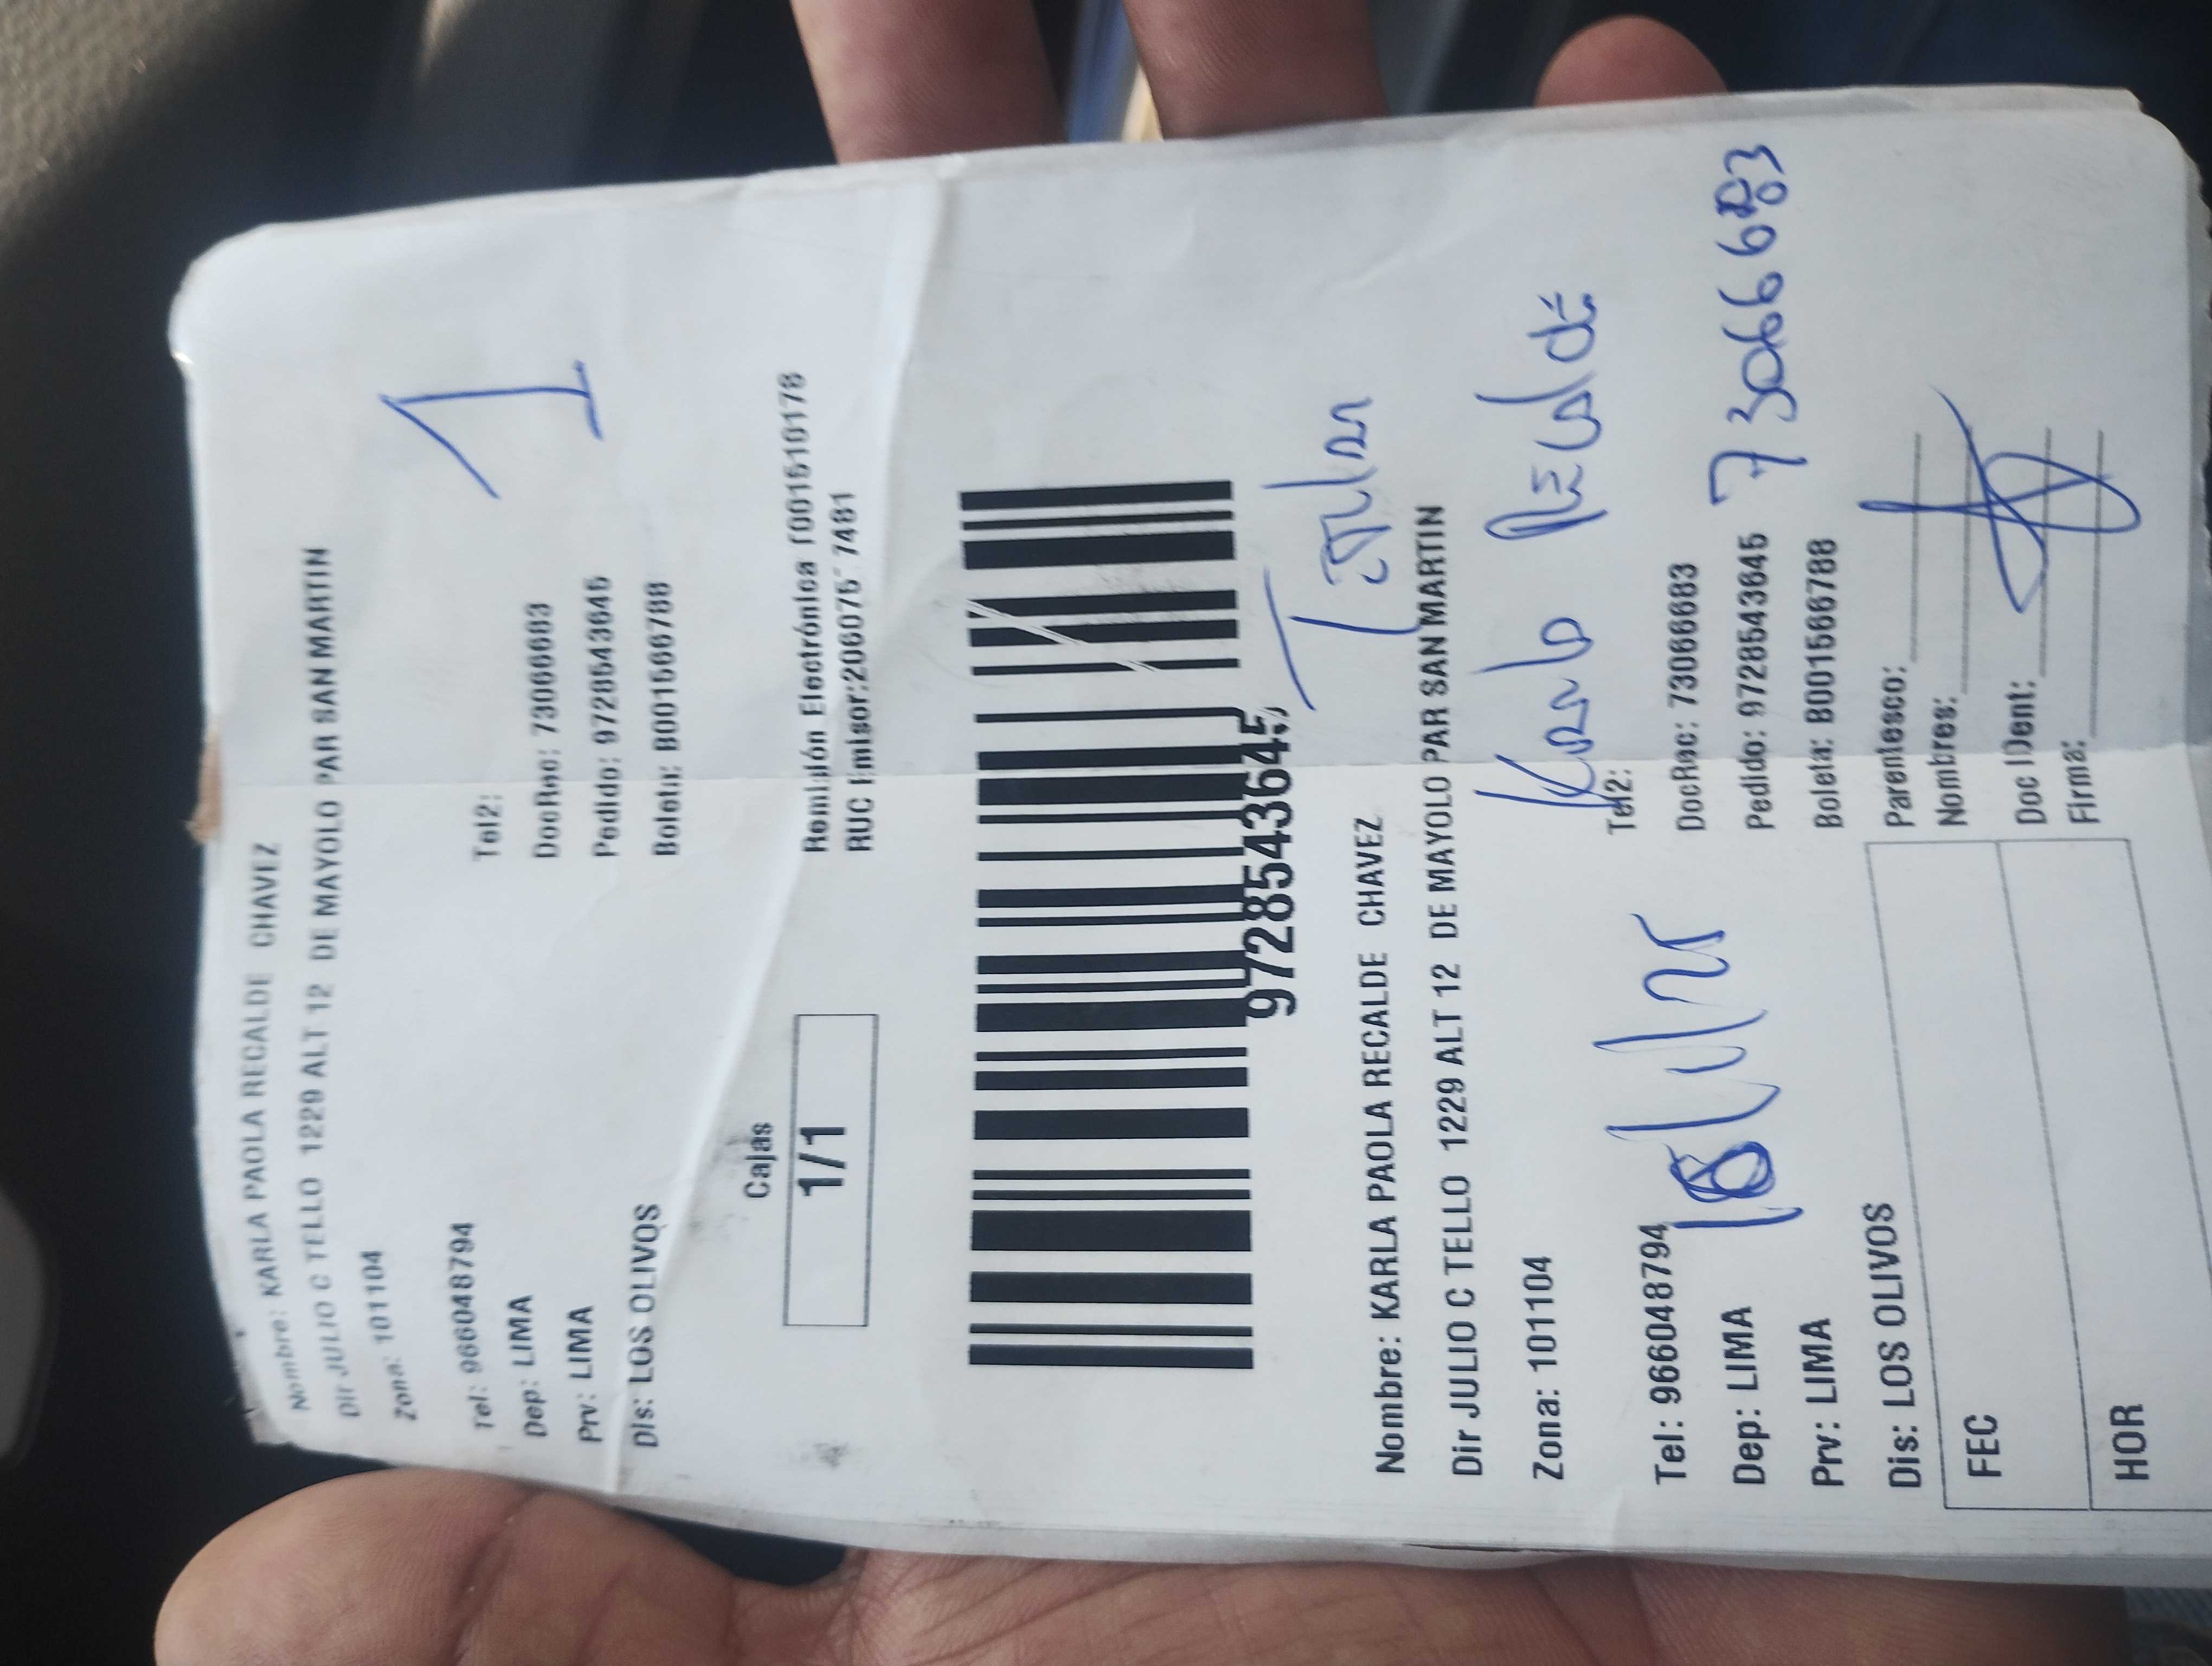 Nombre: KARLA PAOLA RECALDE CHAVEZ
Dir JULIO C TELLO 1229 ALT 12 DE MAYOLO PAR SAN MARTIN
Zona: 101104
1
Tel: 966048794 Tel2:
Dep: LIMA DocRec: 73066683
Prv: LIMA Pedido: 9728543645
Dis: LOS OLIVOS Boleta: B001566788
Cajas
1/1
Remisión Electrónica T001510178
RUC Emisor:206075 7481
9728543645
Titular
Nombre: KARLA PAOLA RECALDE CHAVEZ
Dir JULIO C TELLO 1229 ALT 12 DE MAYOLO PAR SAN MARTIN
Zona: 101104
Karla Recalde
Tel: 966048794 Tel2:
Dep: LIMA DocRec: 73066683
Prv: LIMA Pedido: 9728543645
73066683
Dis: LOS OLIVOS Boleta: B001566788
FEC Parentesco:
Nombres:
HOR Doc IDent:
Firma: